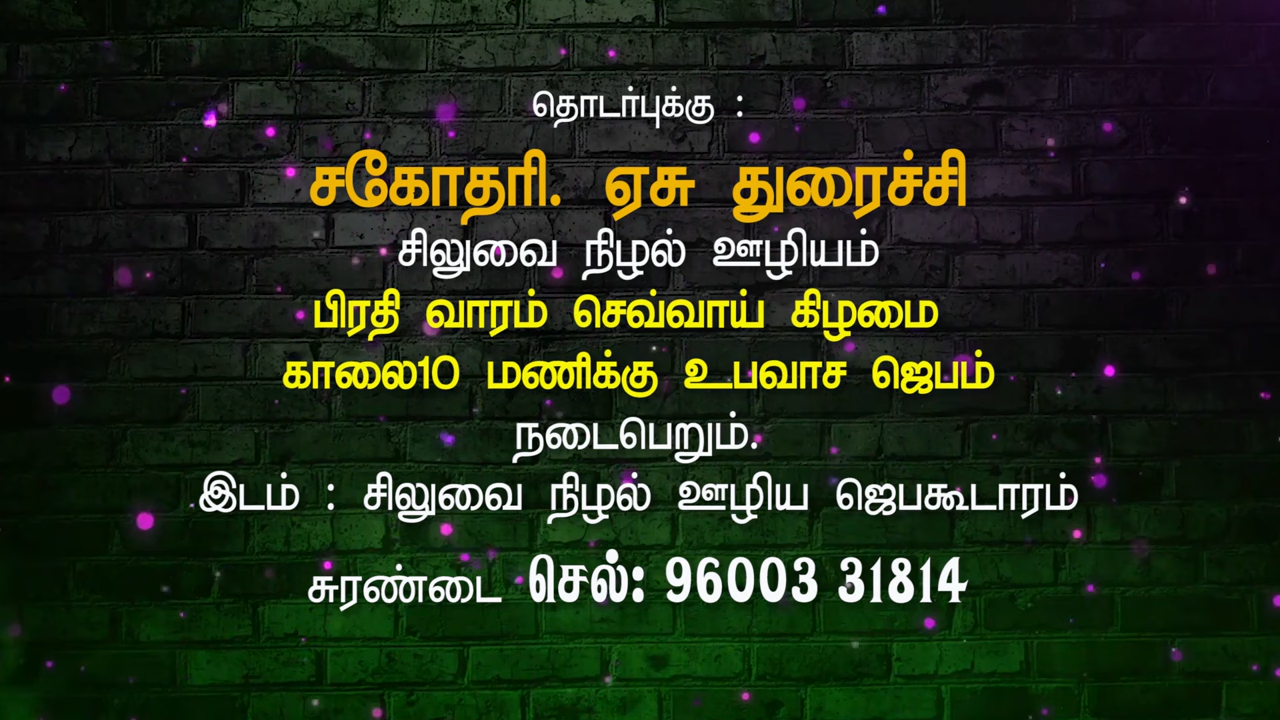 தொடர்புக்கு :
சகோதரி. ஏசு துரைச்சி
சிலுவை நிழல் ஊழியம்
பிரதி வாரம் செவ்வாய் கிழமை
காலை10 மணிக்கு உபவாச ஜெபம்
நடைபெறும்.
இடம் : சிலுவை நிழல் ஊழிய ஜெபகூடாரம்
சுரண்டை செல்: 96003 31814